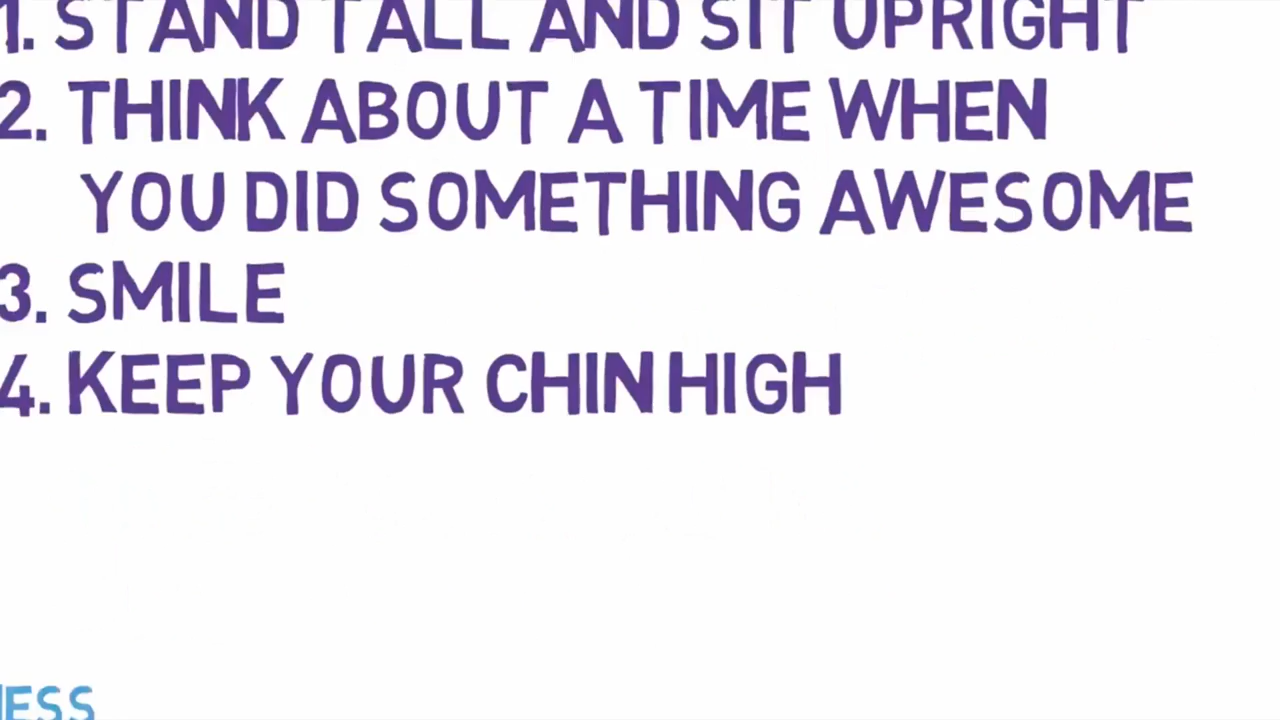 1. STAND TALL AND SIT UPRIGHT
2. THINK ABOUT A TIME WHEN
YOU DID SOMETHING AWESOME
3. SMILE
4. KEEP YOUR CHIN HIGH
ESS